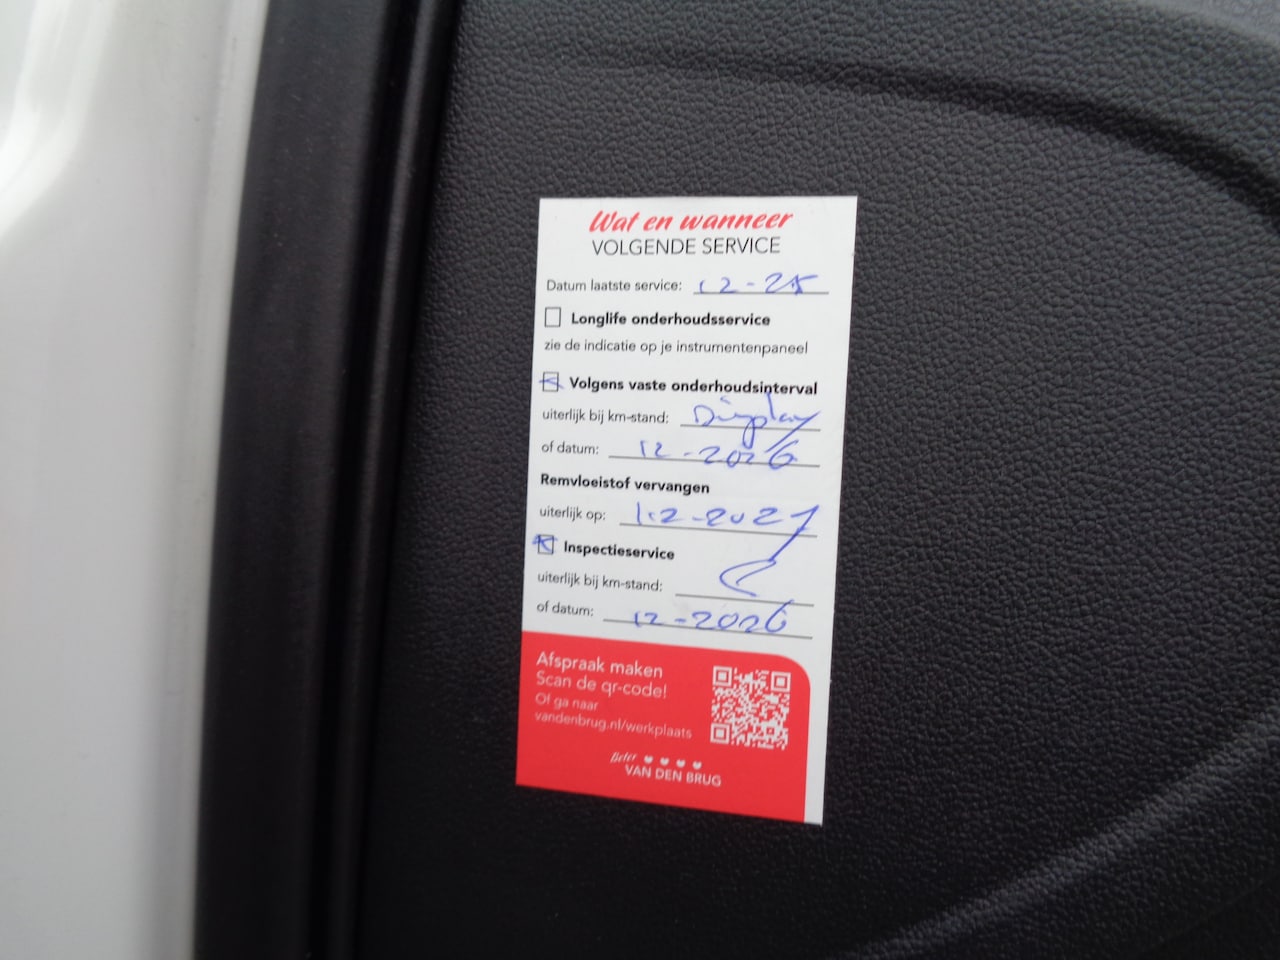 Wat en wanneer
VOLGENDE SERVICE
Datum laatste service: 12-25
Longlife onderhoudsservice
zie de indicatie op je instrumentenpaneel
Volgens vaste onderhoudsinterval
uiterlijk bij km-stand: Display
of datum: 12-2026
Remvloeistof vervangen
uiterlijk op: 12-2027
Inspectieservice
uiterlijk bij km-stand:
of datum: 12-2026
Afspraak maken
Scan de qr-code!
Of ga naar
vandenbrug.nl/werkplaats
Beter
VAN DEN BRUG